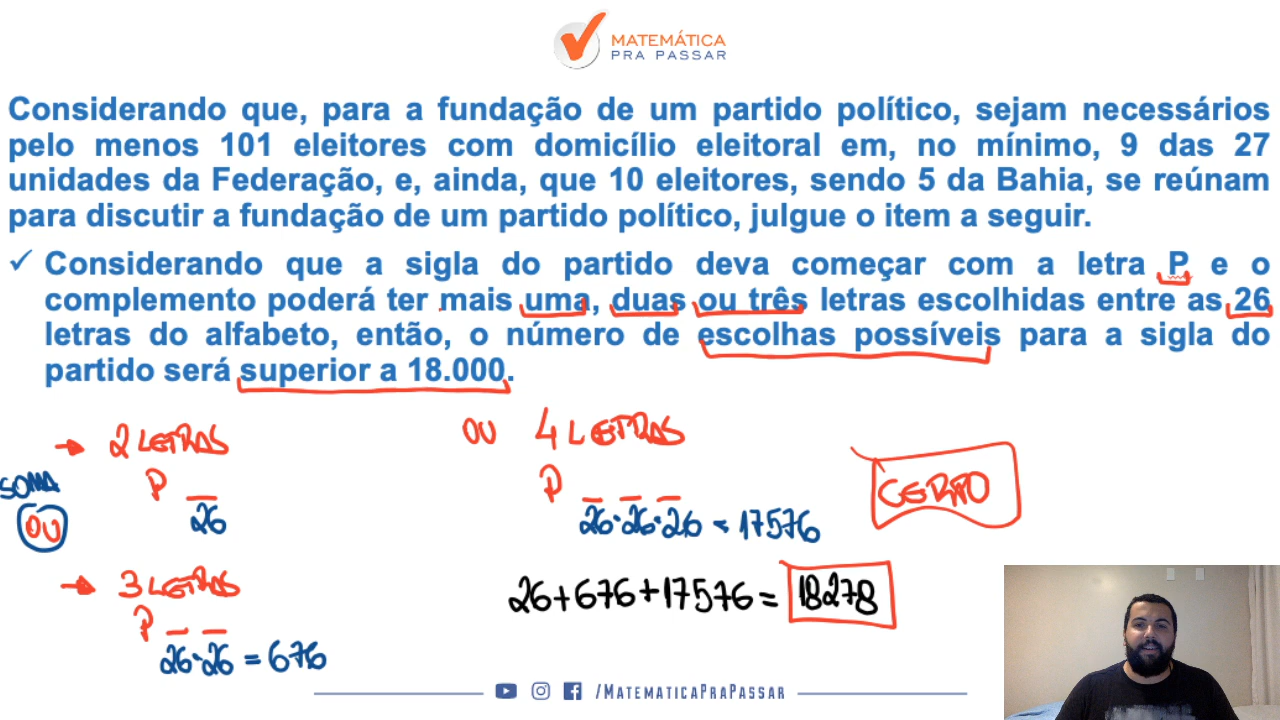 MATEMÁTICA
PRA PASSAR
Considerando que, para a fundação de um partido político, sejam necessários
pelo menos 101 eleitores com domicílio eleitoral em, no mínimo, 9 das 27
unidades da Federação, e, ainda, que 10 eleitores, sendo 5 da Bahia, se reúnam
para discutir a fundação de um partido político, julgue o item a seguir.
✓ Considerando que a sigla do partido deva começar com a letra P e o
complemento poderá ter mais uma, duas ou três letras escolhidas entre as 26
letras do alfabeto, então, o número de escolhas possíveis para a sigla do
partido será superior a 18.000.
→ 2 LETRAS
P
26
SOMA
OU
→ 3 LETRAS
P
26·26 = 676
OU 4 LETRAS
P
26·26·26 = 17576
26+676+17576 = 18278
CERTO
/MATEMATICAPRAPASSAR